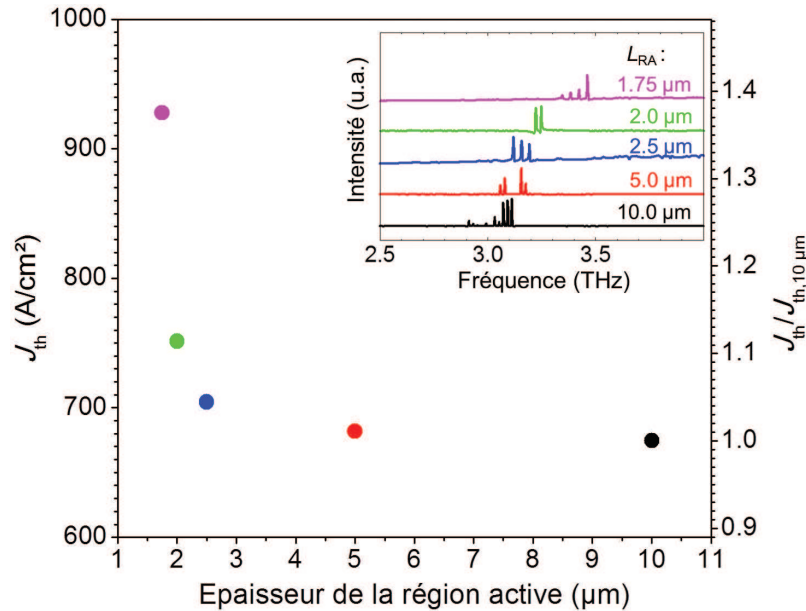 1000
900
800
700
600
J_th (A/cm²)
1 2 3 4 5 6 7 8 9 10 11
Epaisseur de la région active (µm)
1.4
1.3
1.2
1.1
1.0
0.9
J_th/J_th,10 µm
Intensité (u.a.)
L_RA :
1.75 µm
2.0 µm
2.5 µm
5.0 µm
10.0 µm
2.5 3.0 3.5
Fréquence (THz)